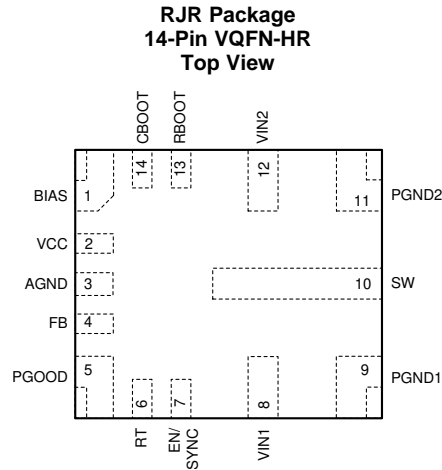 RJR Package
14-Pin VQFN-HR
Top View
CBOOT
RBOOT
VIN2
14
13
12
BIAS
1
11
PGND2
VCC
2
AGND
3
10
SW
FB
4
PGOOD
5
9
PGND1
6
7
8
RT
EN/
SYNC
VIN1